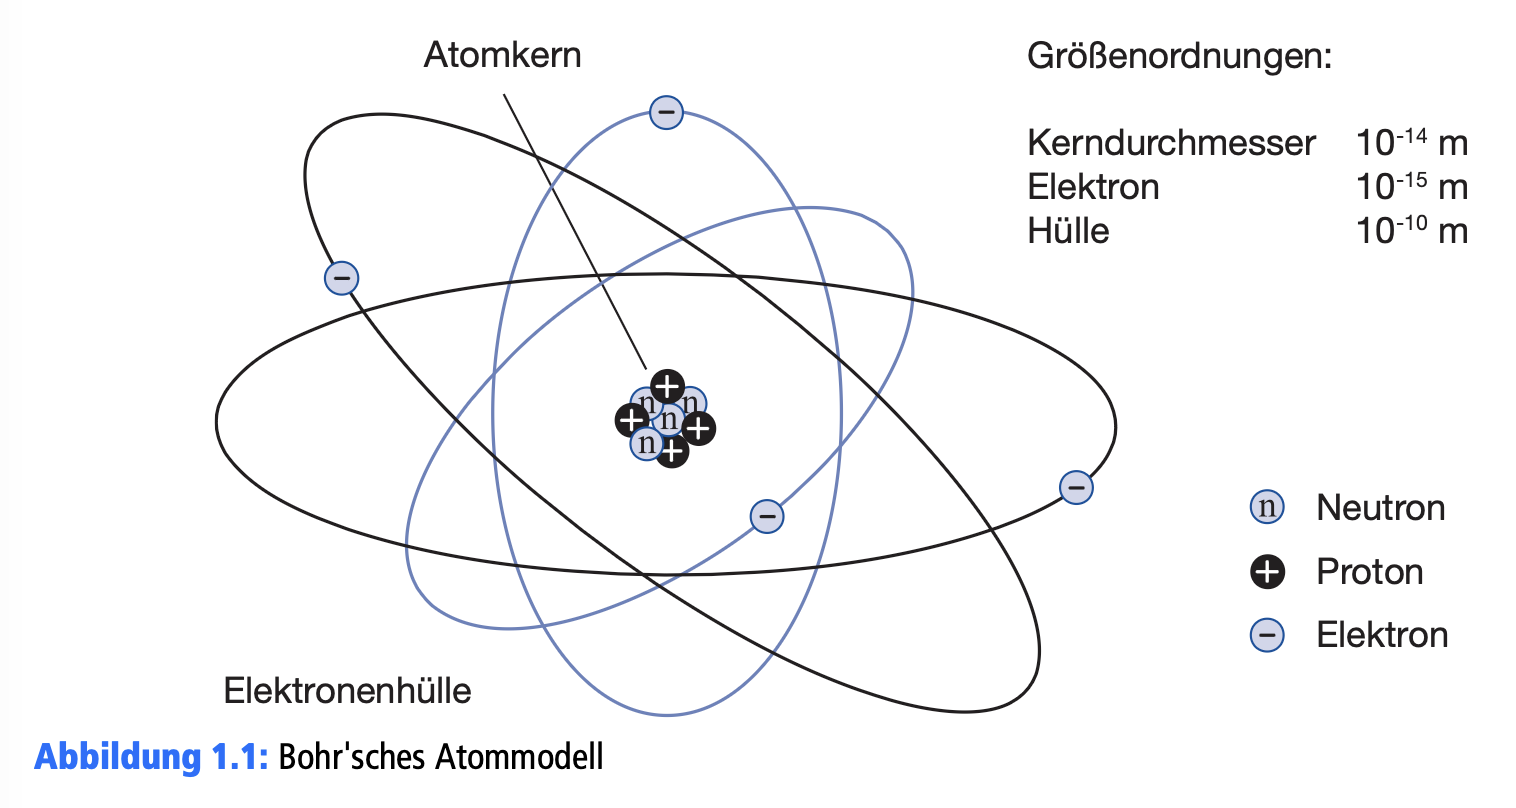 Atomkern
Größenordnungen:
Kerndurchmesser 10⁻¹⁴ m
Elektron 10⁻¹⁵ m
Hülle 10⁻¹⁰ m
−
−
+
n n
+ n +
n +
−
−
n Neutron
+ Proton
− Elektron
Elektronenhülle
Abbildung 1.1: Bohr'sches Atommodell